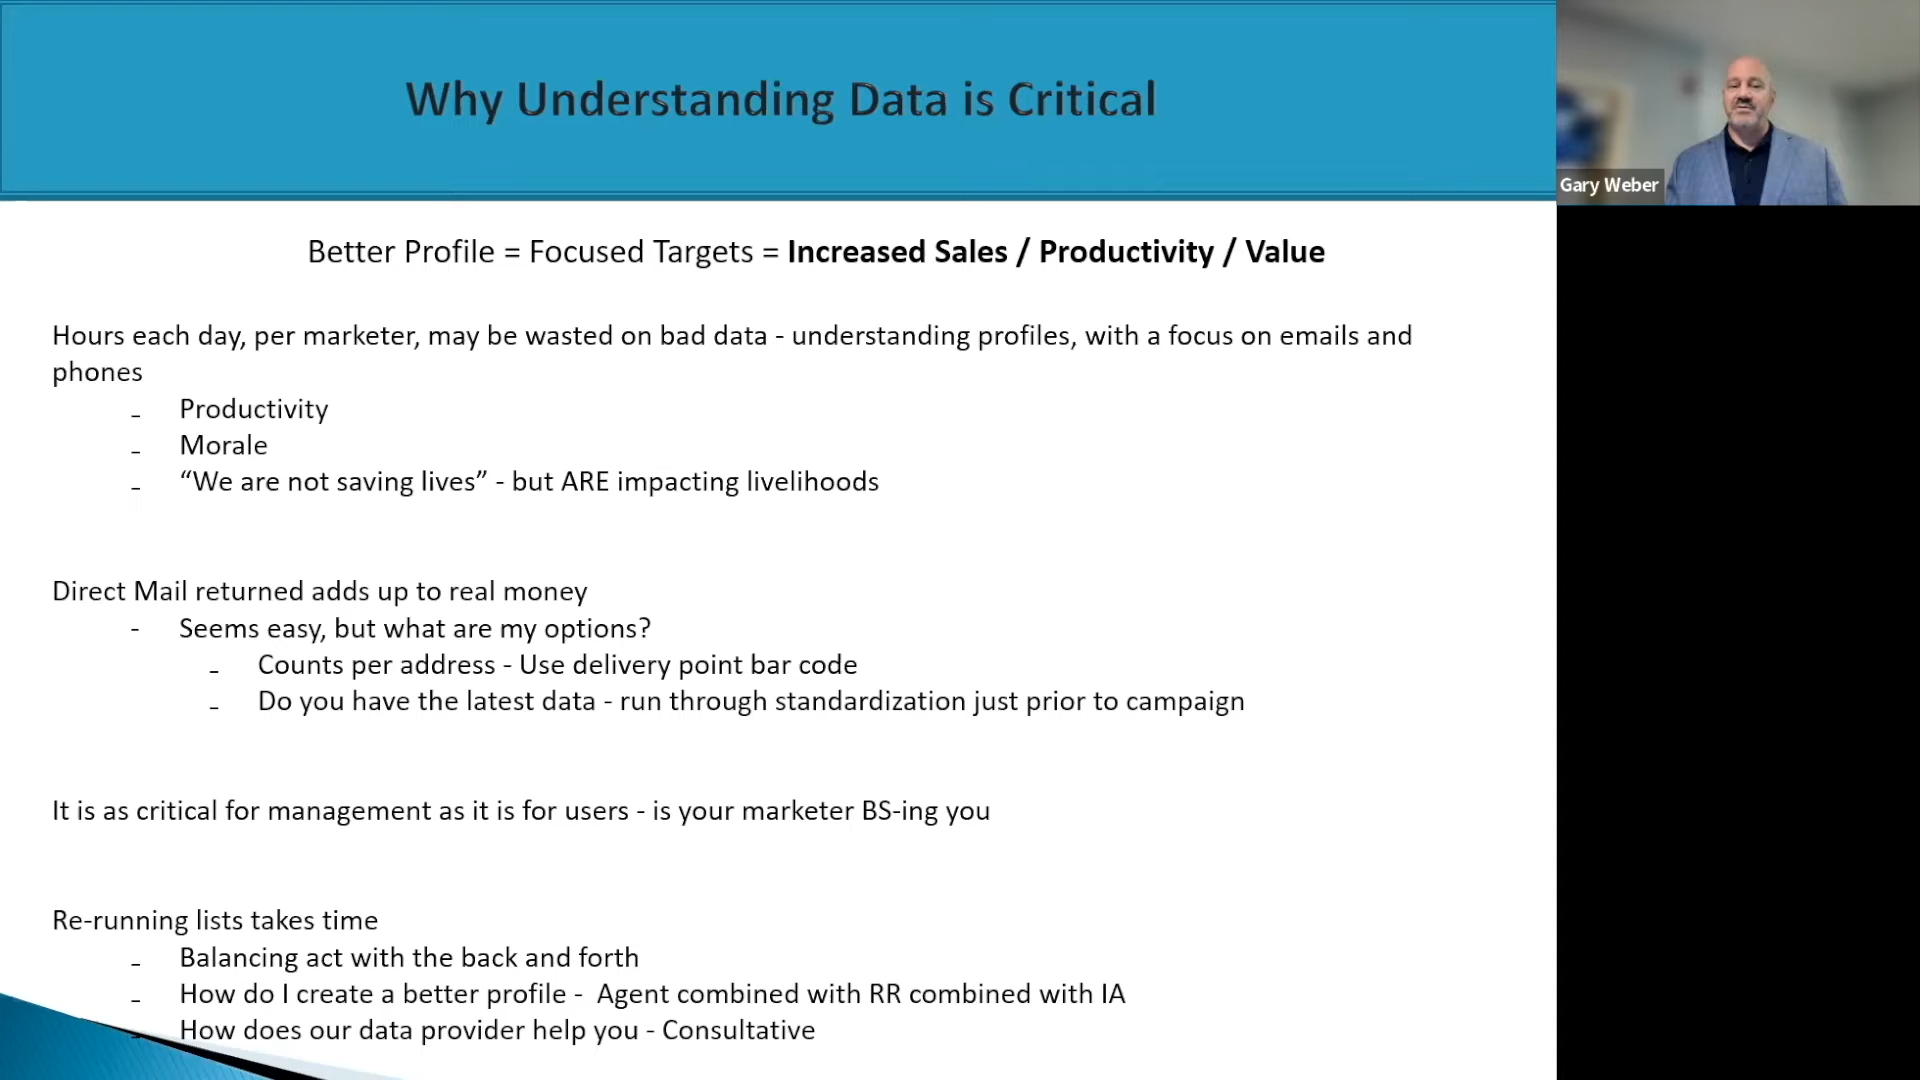 Why Understanding Data is Critical
Gary Weber
Better Profile = Focused Targets = Increased Sales / Productivity / Value
Hours each day, per marketer, may be wasted on bad data - understanding profiles, with a focus on emails and
phones
- Productivity
- Morale
- “We are not saving lives” - but ARE impacting livelihoods
Direct Mail returned adds up to real money
- Seems easy, but what are my options?
- Counts per address - Use delivery point bar code
- Do you have the latest data - run through standardization just prior to campaign
It is as critical for management as it is for users - is your marketer BS-ing you
Re-running lists takes time
- Balancing act with the back and forth
- How do I create a better profile - Agent combined with RR combined with IA
- How does our data provider help you - Consultative